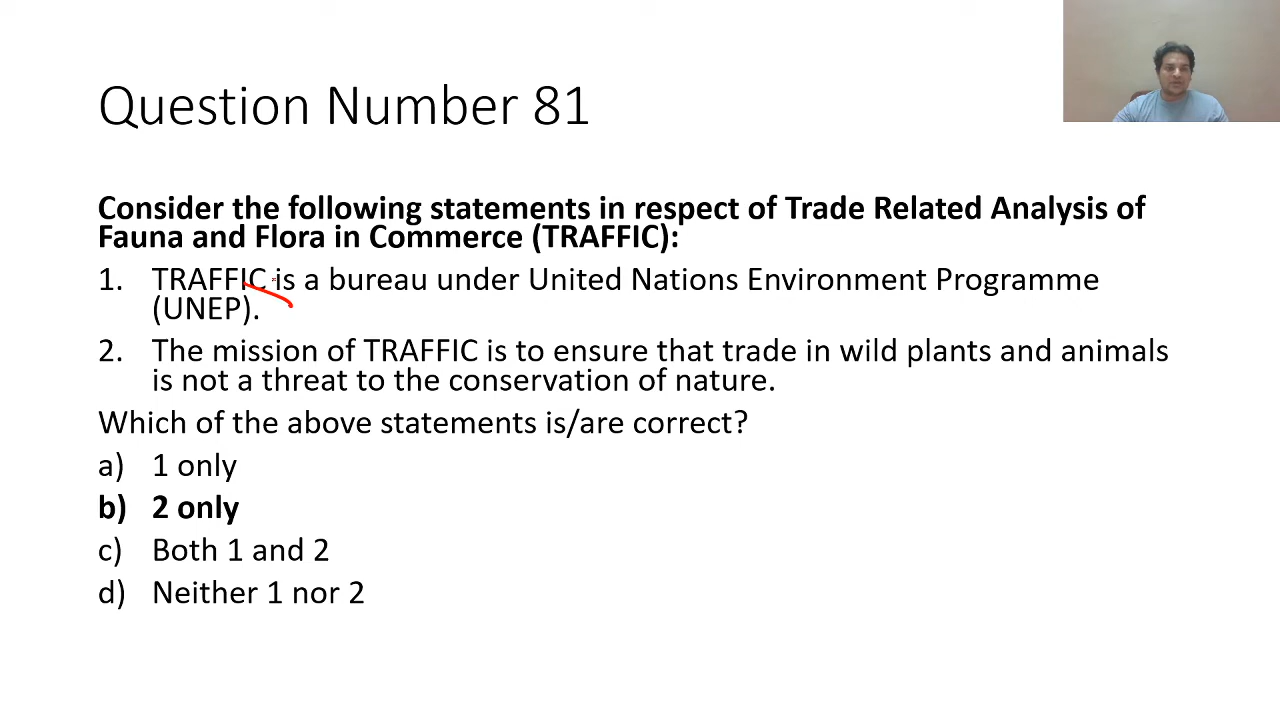 Question Number 81
Consider the following statements in respect of Trade Related Analysis of
Fauna and Flora in Commerce (TRAFFIC):
1. TRAFFIC is a bureau under United Nations Environment Programme
(UNEP).
2. The mission of TRAFFIC is to ensure that trade in wild plants and animals
is not a threat to the conservation of nature.
Which of the above statements is/are correct?
a) 1 only
b) 2 only
c) Both 1 and 2
d) Neither 1 nor 2